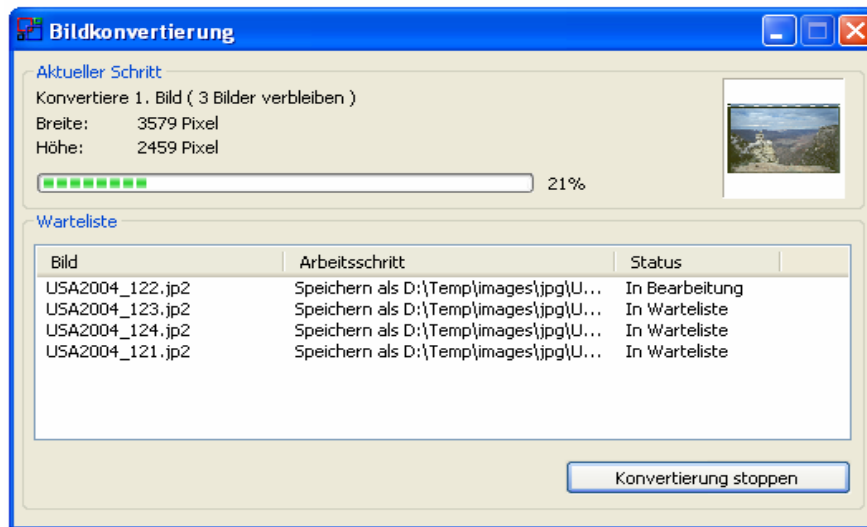 Bildkonvertierung
Aktueller Schritt
Konvertiere 1. Bild ( 3 Bilder verbleiben )
Breite: 3579 Pixel
Höhe: 2459 Pixel
21%
Warteliste
Bild Arbeitsschritt Status
USA2004_122.jp2 Speichern als D:\Temp\images\jpg\U... In Bearbeitung
USA2004_123.jp2 Speichern als D:\Temp\images\jpg\U... In Warteliste
USA2004_124.jp2 Speichern als D:\Temp\images\jpg\U... In Warteliste
USA2004_121.jp2 Speichern als D:\Temp\images\jpg\U... In Warteliste
Konvertierung stoppen